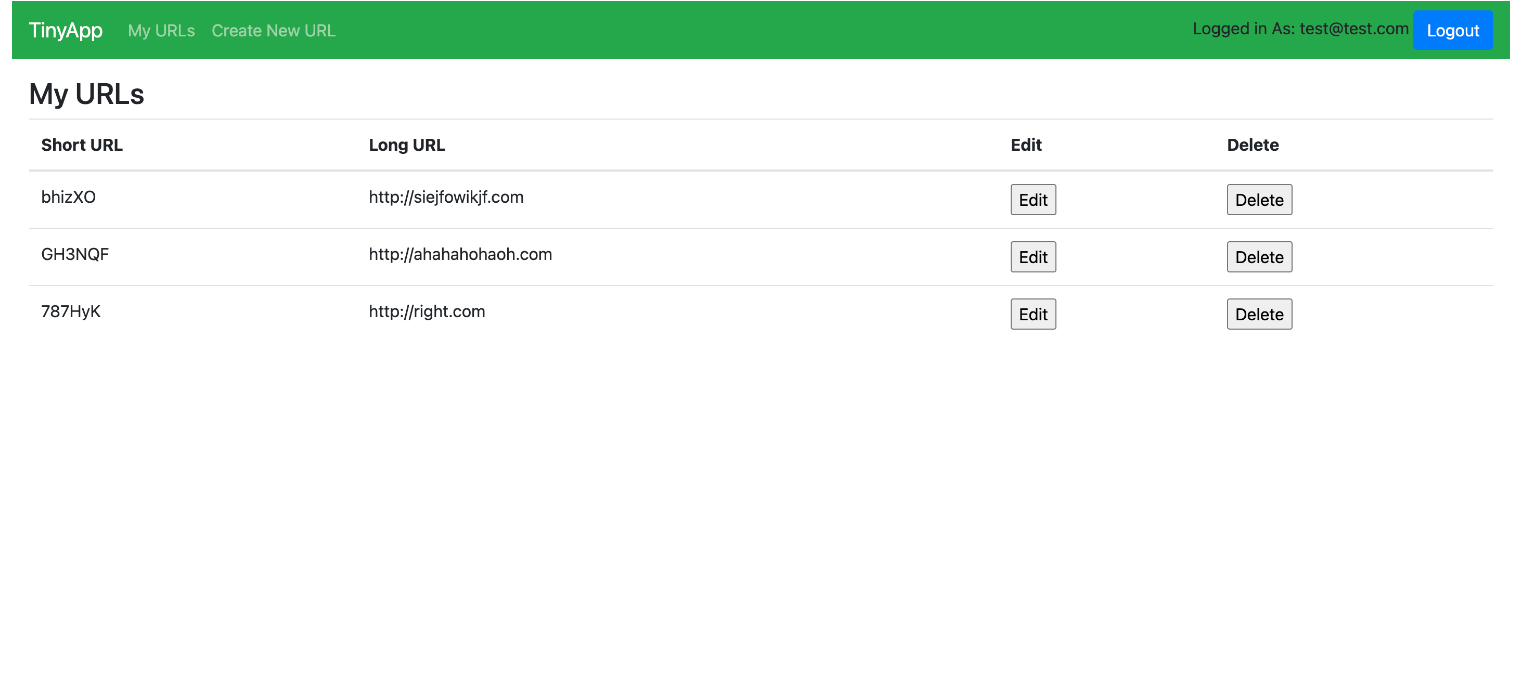 TinyApp My URLs Create New URL Logged in As: test@test.com Logout
My URLs
Short URL Long URL Edit Delete
bhizXO http://siejfowikjf.com Edit Delete
GH3NQF http://ahahahohaoh.com Edit Delete
787HyK http://right.com Edit Delete